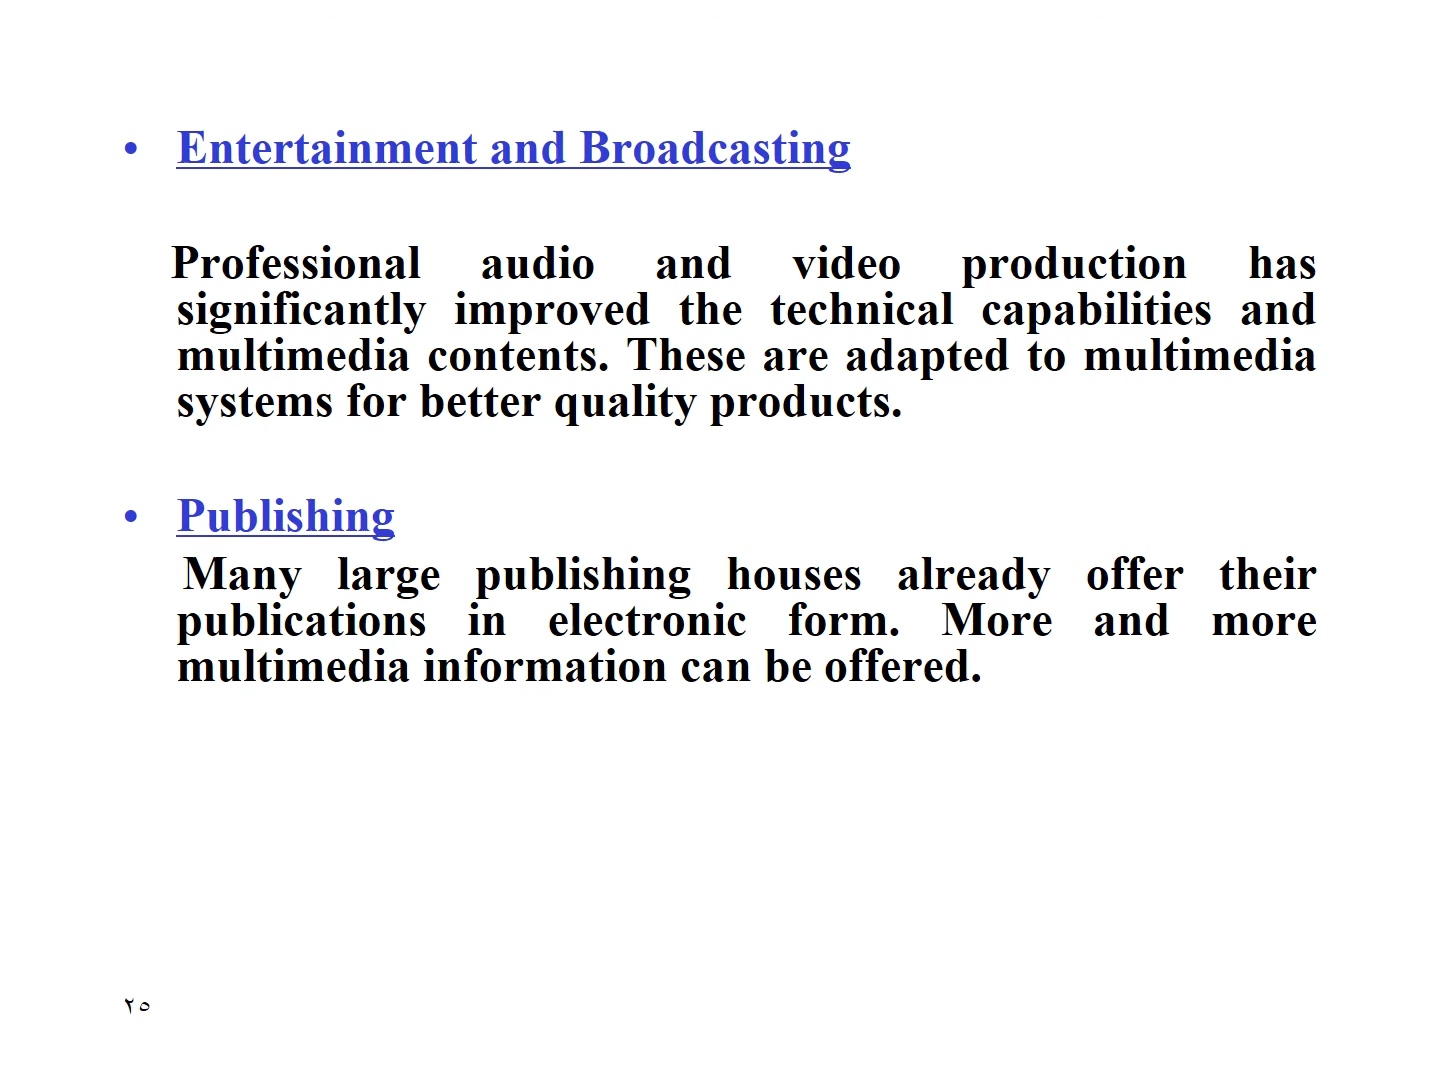 • Entertainment and Broadcasting
Professional audio and video production has
significantly improved the technical capabilities and
multimedia contents. These are adapted to multimedia
systems for better quality products.
• Publishing
Many large publishing houses already offer their
publications in electronic form. More and more
multimedia information can be offered.
٢٥